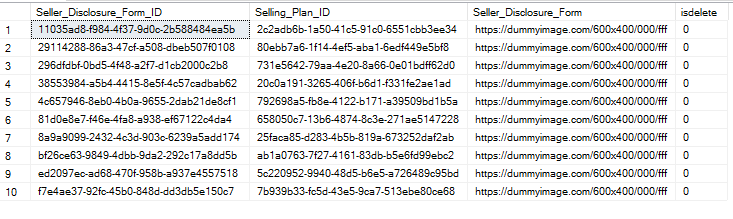 Seller_Disclosure_Form_ID Selling_Plan_ID Seller_Disclosure_Form isdelete
1 11035ad8-f984-4f37-9d0c-2b588484ea5b 2c2adb6b-1a50-41c5-91c0-6551cbb3ee34 https://dummyimage.com/600x400/000/fff 0
2 29114288-86a3-47cf-a508-dbeb507f0108 80ebb7a6-1f14-4ef5-aba1-6edf449e5bf8 https://dummyimage.com/600x400/000/fff 0
3 296dfdbf-0bd5-4f48-a2f7-d1cb2000c2b8 731e5642-79aa-4e20-8a66-0e01bdff62d0 https://dummyimage.com/600x400/000/fff 0
4 38553984-a5b4-4415-8e5f-4c57cadbab62 20c0a191-3265-406f-b6d1-f331fe2ae1ad https://dummyimage.com/600x400/000/fff 0
5 4c657946-8eb0-4b0a-9655-2dab21de8cf1 792698a5-fb8e-4122-b171-a39509bd1b5a https://dummyimage.com/600x400/000/fff 0
6 81d0e8e7-f46e-4fa8-a938-ef67122c4da4 658050c7-13b6-4874-8c3e-271ae5147228 https://dummyimage.com/600x400/000/fff 0
7 8a9a9099-2432-4c3d-903c-6239a5add174 25faca85-d283-4b5b-819a-673252daf2ab https://dummyimage.com/600x400/000/fff 0
8 bf26ce63-9849-4dbb-9da2-292c17a8dd5b ab1a0763-7f27-4161-83db-b5e6fd99ebc2 https://dummyimage.com/600x400/000/fff 0
9 ed2097ec-ad68-470f-958b-a937e4557518 5c220952-9940-48d5-b6e5-a726489c95bd https://dummyimage.com/600x400/000/fff 0
10 f7e4ae37-92fc-45b0-848d-dd3db5e150c7 7b939b33-fc5d-43e5-9ca7-513ebe80ce68 https://dummyimage.com/600x400/000/fff 0